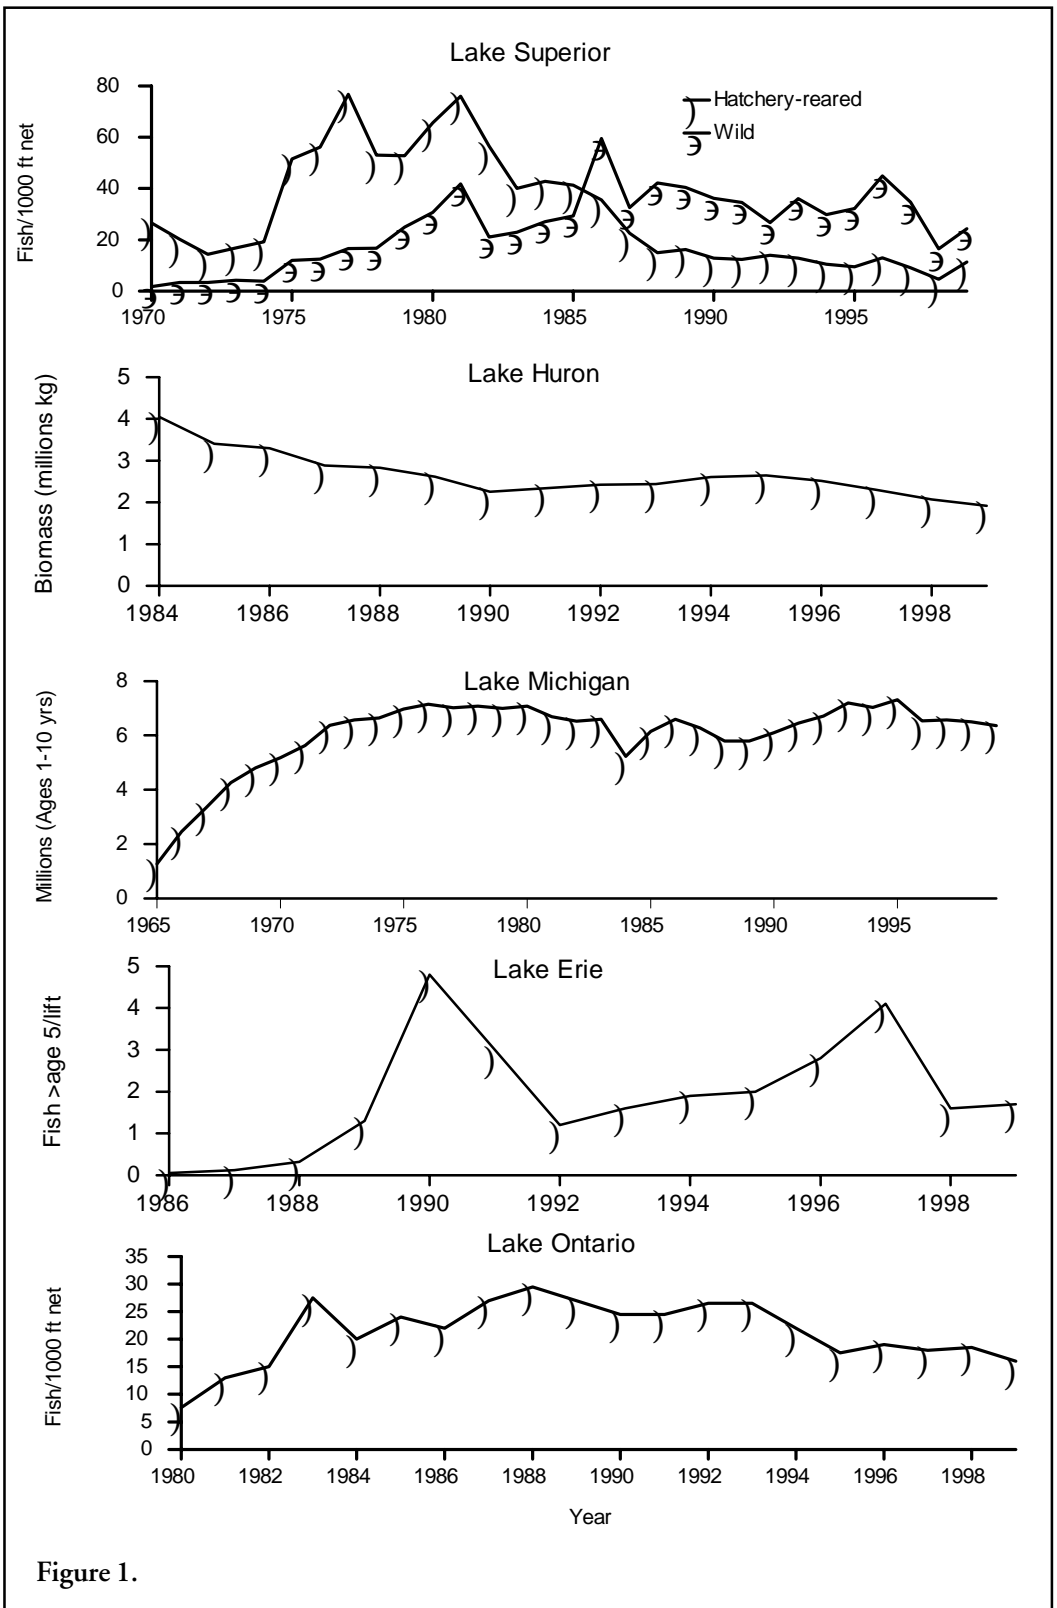 Lake Superior
80
60
40
20
0
Fish/1000 ft net
Hatchery-reared
Wild
1970 1975 1980 1985 1990 1995
Lake Huron
5
4
3
2
1
0
Biomass (millions kg)
1984 1986 1988 1990 1992 1994 1996 1998
Lake Michigan
8
6
4
2
0
Millions (Ages 1-10 yrs)
1965 1970 1975 1980 1985 1990 1995
Lake Erie
5
4
3
2
1
0
Fish >age 5/lift
1986 1988 1990 1992 1994 1996 1998
Lake Ontario
35
30
25
20
15
10
5
0
Fish/1000 ft net
1980 1982 1984 1986 1988 1990 1992 1994 1996 1998
Year
Figure 1.